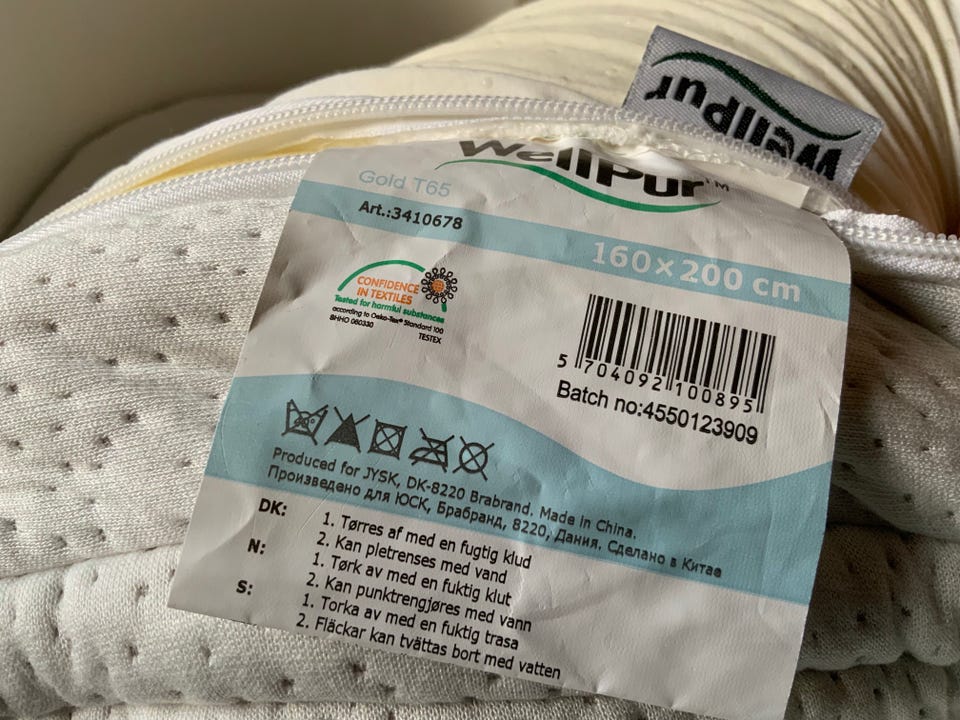 WellPur
WellPur™
Gold T65
Art.:3410678
160×200 cm
CONFIDENCE
IN TEXTILES
Tested for harmful substances
according to Oeko-Tex® Standard 100
BHHO 060330
TESTEX
5 704092 100895
Batch no:4550123909
Produced for JYSK, DK-8220 Brabrand. Made in China.
Произведено для ЮСК, Брабранд, 8220, Дания. Сделано в Китае
DK: 1. Tørres af med en fugtig klud
2. Kan pletrenses med vand
N: 1. Tørk av med en fuktig klut
2. Kan punktrengjøres med vann
S: 1. Torka av med en fuktig trasa
2. Fläckar kan tvättas bort med vatten